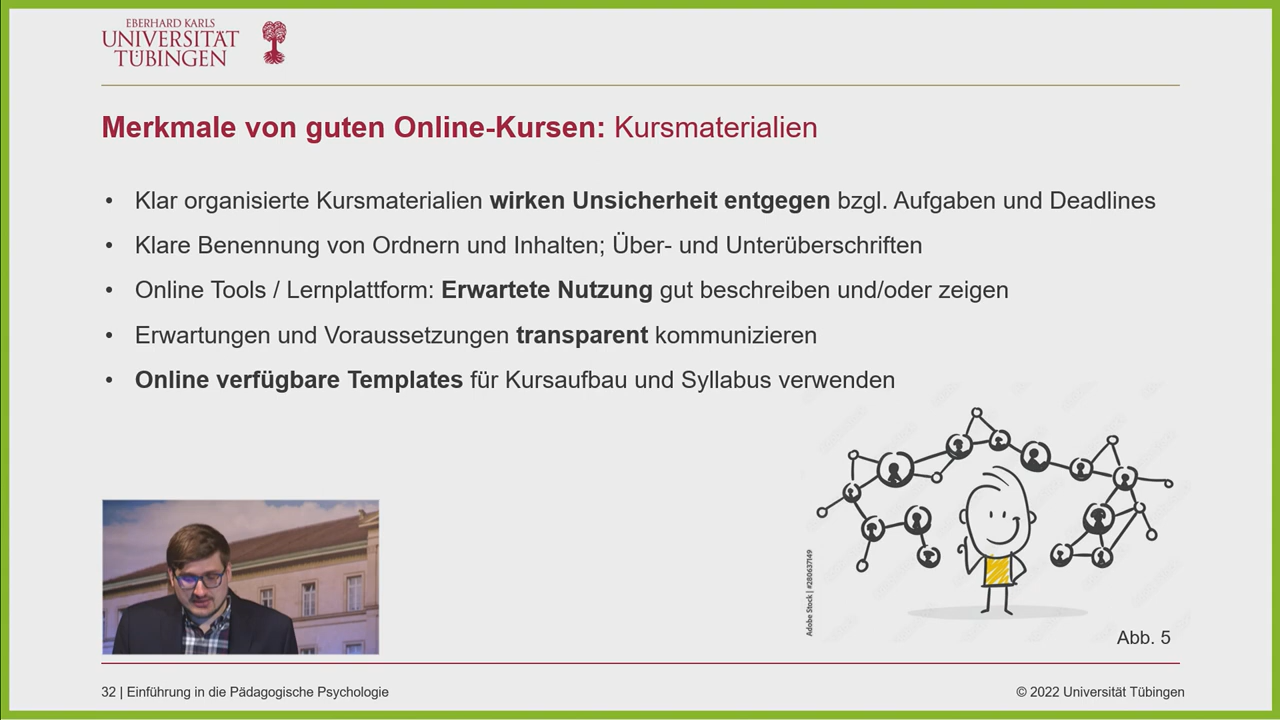 EBERHARD KARLS
UNIVERSITÄT
TÜBINGEN
Merkmale von guten Online-Kursen: Kursmaterialien
• Klar organisierte Kursmaterialien wirken Unsicherheit entgegen bzgl. Aufgaben und Deadlines
• Klare Benennung von Ordnern und Inhalten; Über- und Unterüberschriften
• Online Tools / Lernplattform: Erwartete Nutzung gut beschreiben und/oder zeigen
• Erwartungen und Voraussetzungen transparent kommunizieren
• Online verfügbare Templates für Kursaufbau und Syllabus verwenden
Adobe Stock | #280637149
Abb. 5
32 | Einführung in die Pädagogische Psychologie
© 2022 Universität Tübingen